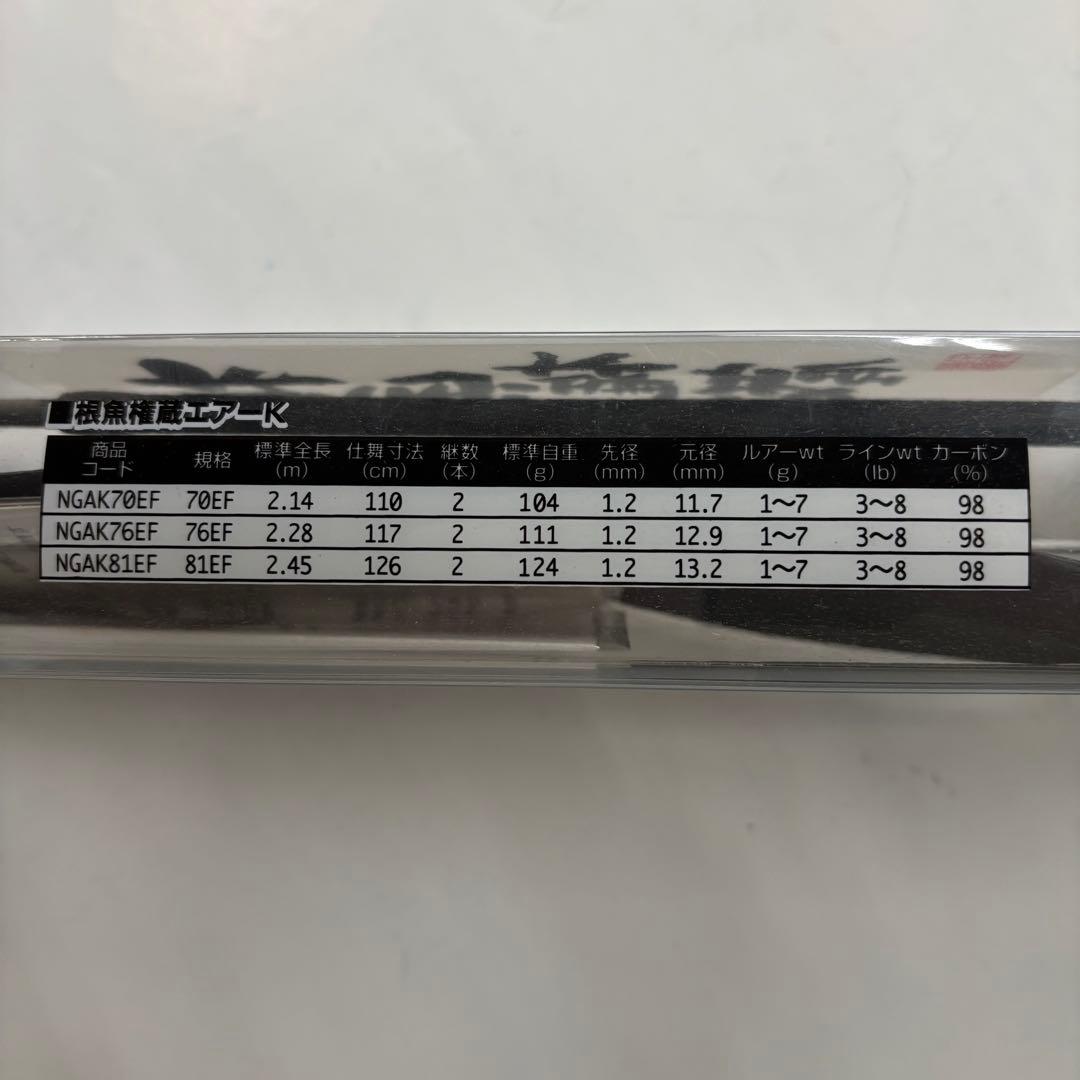 ■根魚権蔵エアーK
商品コード 規格 標準全長(m) 仕舞寸法(cm) 継数(本) 標準自重(g) 先径(mm) 元径(mm) ルアーwt(g) ラインwt(lb) カーボン(%)
NGAK70EF 70EF 2.14 110 2 104 1.2 11.7 1〜7 3〜8 98
NGAK76EF 76EF 2.28 117 2 111 1.2 12.9 1〜7 3〜8 98
NGAK81EF 81EF 2.45 126 2 124 1.2 13.2 1〜7 3〜8 98